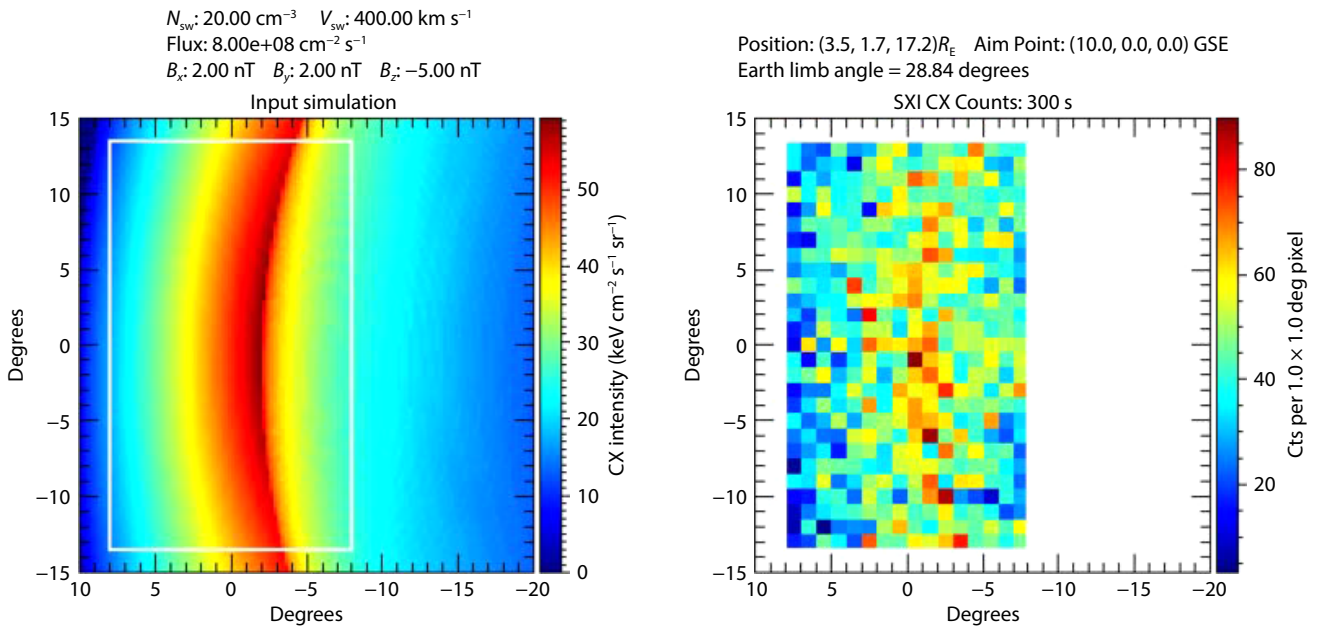 N_sw: 20.00 cm⁻³ V_sw: 400.00 km s⁻¹
Flux: 8.00e+08 cm⁻² s⁻¹
B_x: 2.00 nT B_y: 2.00 nT B_z: −5.00 nT
Input simulation
15
10
5
0
−5
−10
−15
Degrees
10 5 0 −5 −10 −15 −20
Degrees
50
40
30
20
10
0
CX intensity (keV cm⁻² s⁻¹ sr⁻¹)
Position: (3.5, 1.7, 17.2)R_E Aim Point: (10.0, 0.0, 0.0) GSE
Earth limb angle = 28.84 degrees
SXI CX Counts: 300 s
15
10
5
0
−5
−10
−15
Degrees
10 5 0 −5 −10 −15 −20
Degrees
80
60
40
20
Cts per 1.0 × 1.0 deg pixel